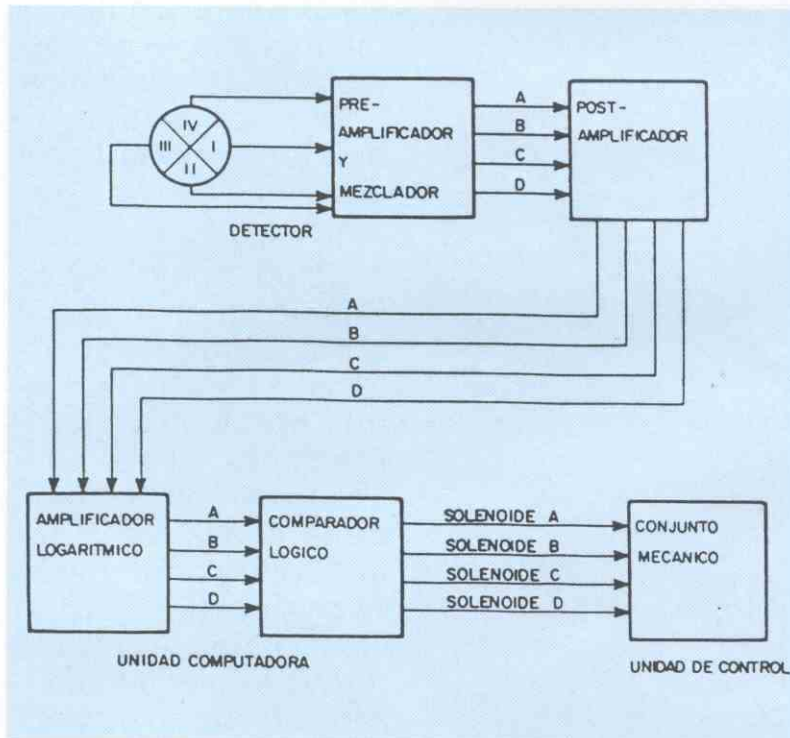 IV
III
I
II
DETECTOR
PRE-
AMPLIFICADOR
Y
MEZCLADOR
A
B
C
D
POST-
AMPLIFICADOR
A
B
C
D
AMPLIFICADOR
LOGARITMICO
A
B
C
D
COMPARADOR
LOGICO
SOLENOIDE A
SOLENOIDE B
SOLENOIDE C
SOLENOIDE D
CONJUNTO
MECANICO
UNIDAD COMPUTADORA
UNIDAD DE CONTROL